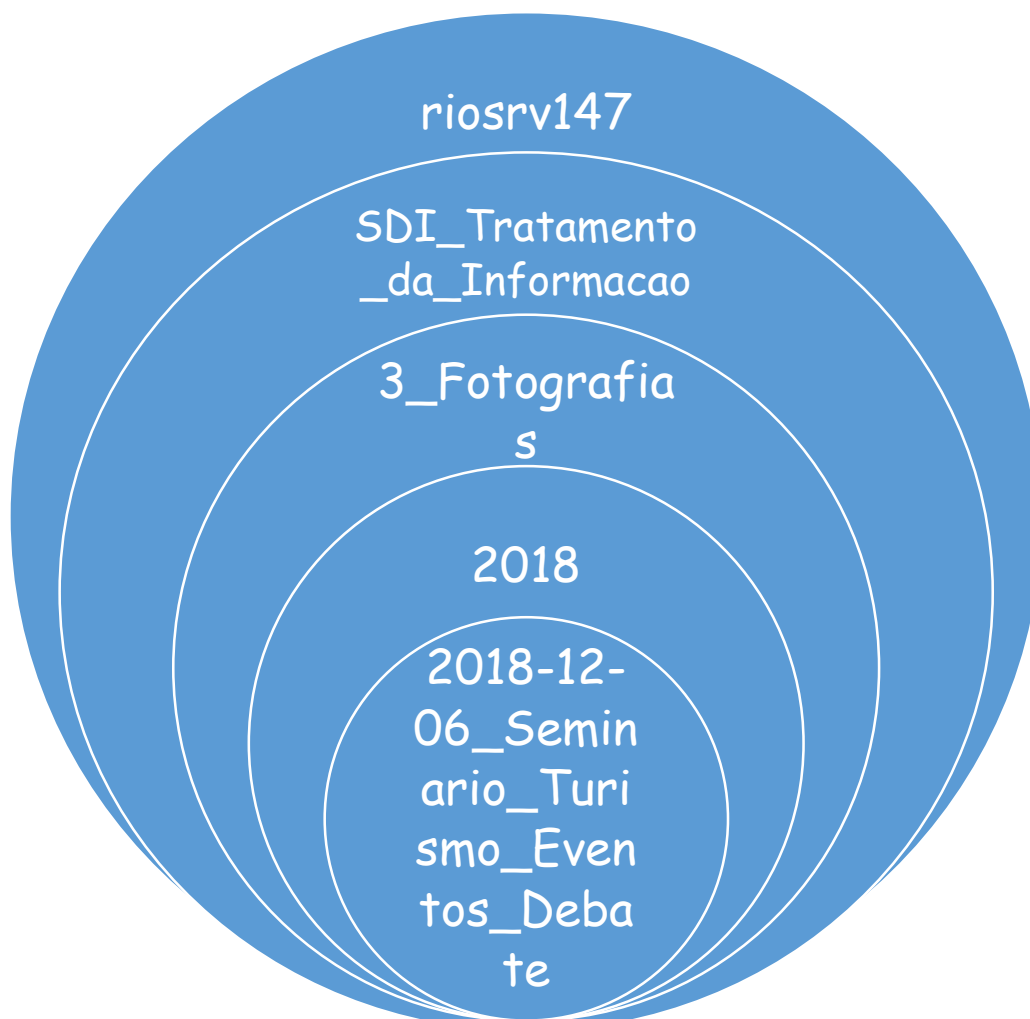 riosrv147
SDI_Tratamento
_da_Informacao
3_Fotografia
s
2018
2018-12-
06_Semin
ario_Turi
smo_Even
tos_Deba
te